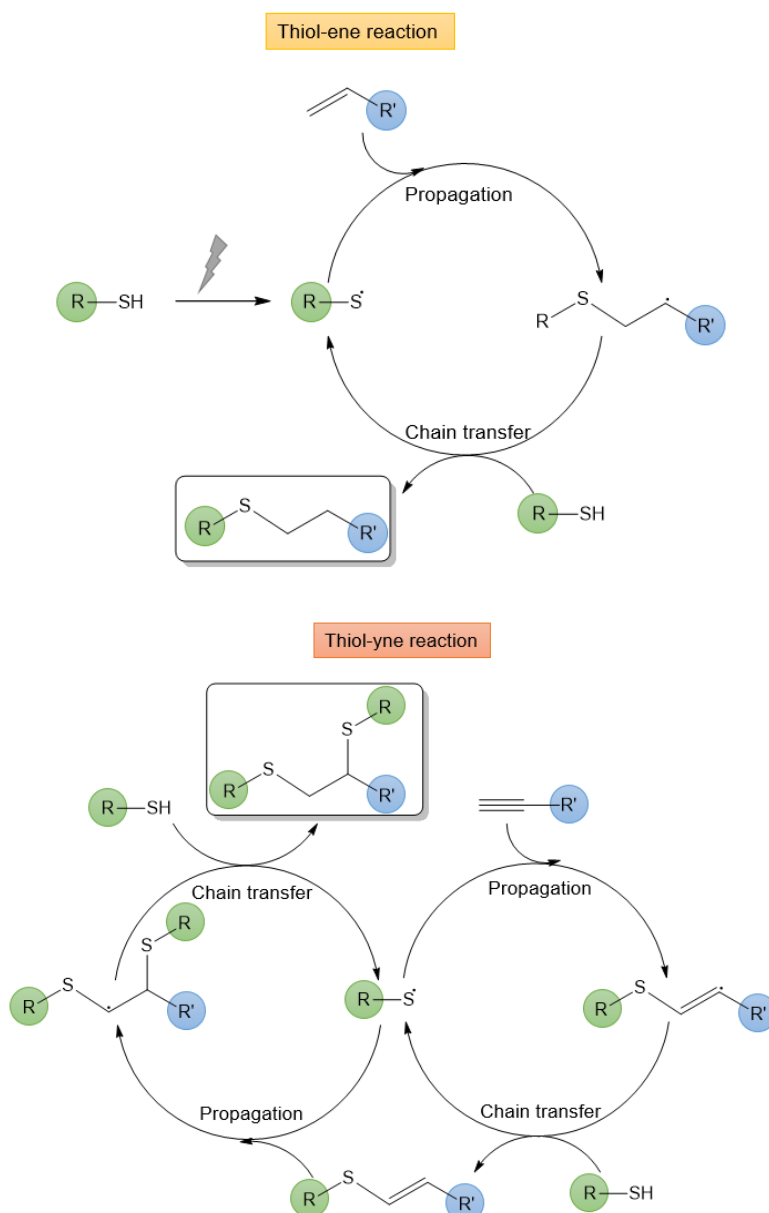 Thiol-ene reaction
R'
Propagation
R SH
R S
S
R
R'
Chain transfer
S
R
R'
R SH
Thiol-yne reaction
R
S
S
R
R'
R SH
R'
Chain transfer
Propagation
R
S
S
R
R'
R S
S
R
R'
Propagation
Chain transfer
S
R
R'
R SH